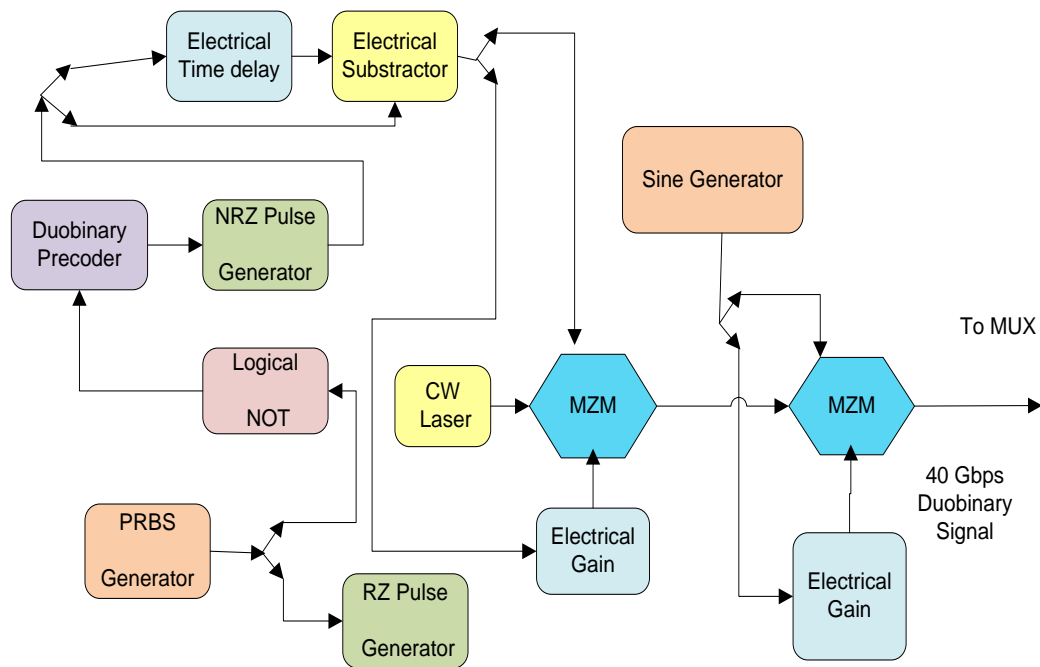 Electrical
Time delay
Electrical
Substractor
Sine Generator
Duobinary
Precoder
NRZ Pulse
Generator
To MUX
Logical
NOT
CW
Laser
MZM
MZM
40 Gbps
Duobinary
Signal
PRBS
Generator
Electrical
Gain
RZ Pulse
Generator
Electrical
Gain